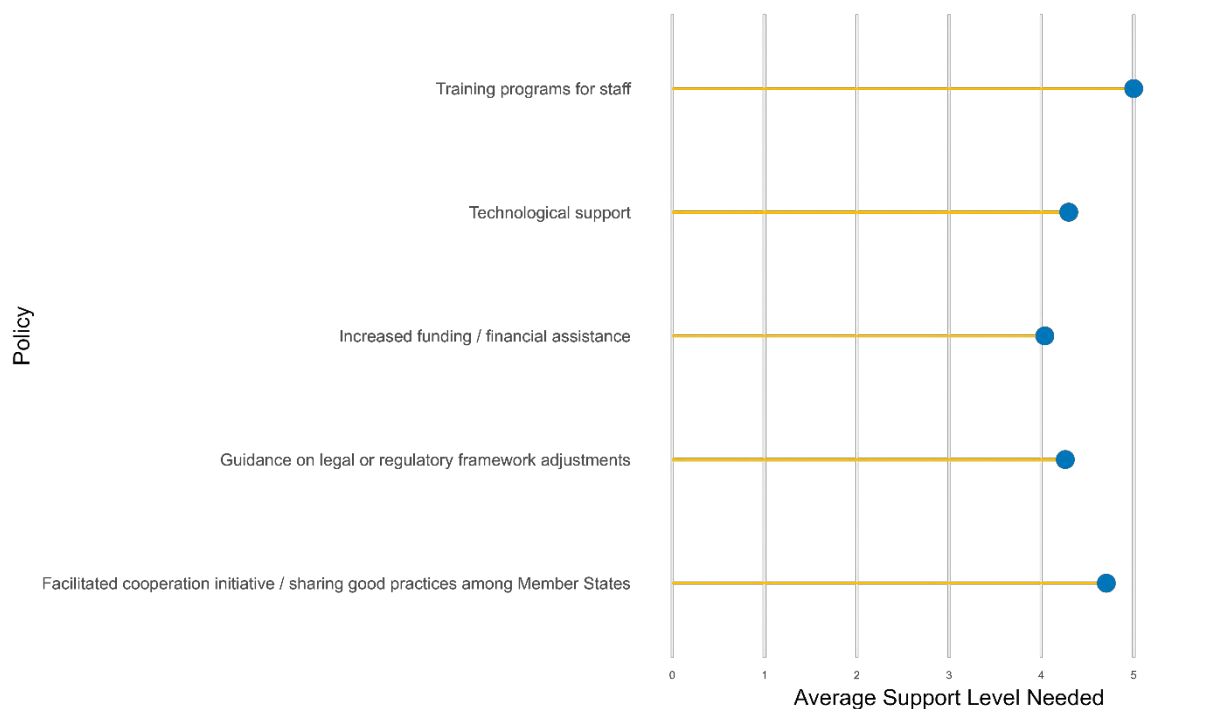 Training programs for staff
Technological support
Policy
Increased funding / financial assistance
Guidance on legal or regulatory framework adjustments
Facilitated cooperation initiative / sharing good practices among Member States
0 1 2 3 4 5
Average Support Level Needed